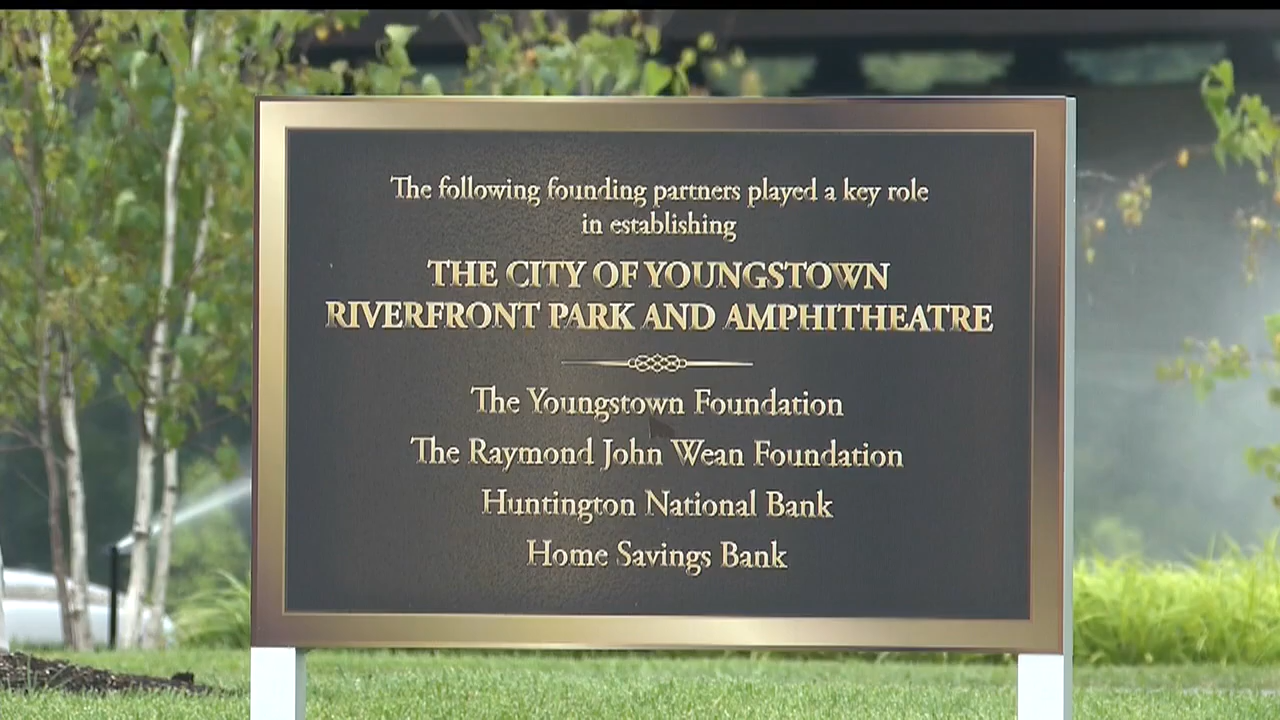 The following founding partners played a key role
in establishing
THE CITY OF YOUNGSTOWN
RIVERFRONT PARK AND AMPHITHEATRE
The Youngstown Foundation
The Raymond John Wean Foundation
Huntington National Bank
Home Savings Bank